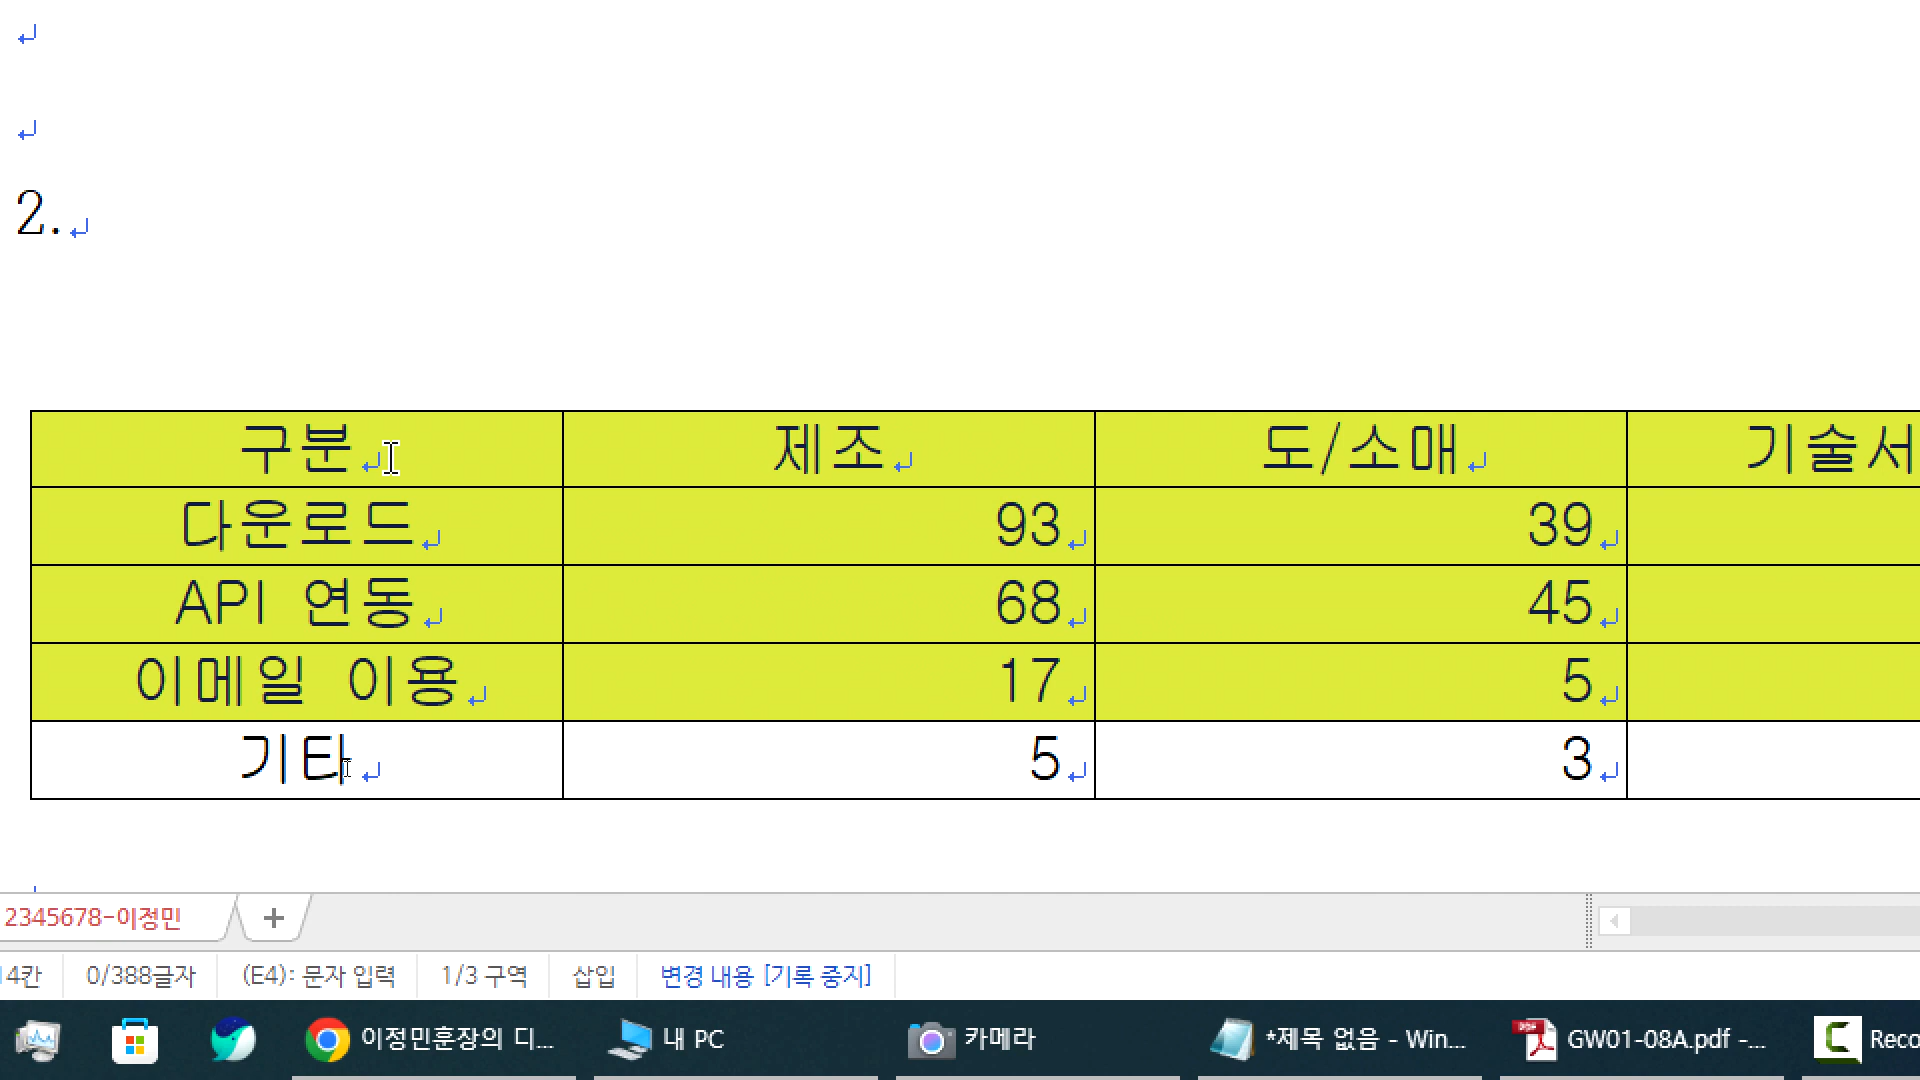 2.
구분 제조 도/소매 기술서
다운로드 93 39
API 연동 68 45
이메일 이용 17 5
기타 5 3
2345678-이정민 +
4칸 0/388글자 (E4): 문자 입력 1/3 구역 삽입 변경 내용 [기록 중지]
이정민훈장의 디... 내 PC 카메라 *제목 없음 - Win... GW01-08A.pdf -... Reco